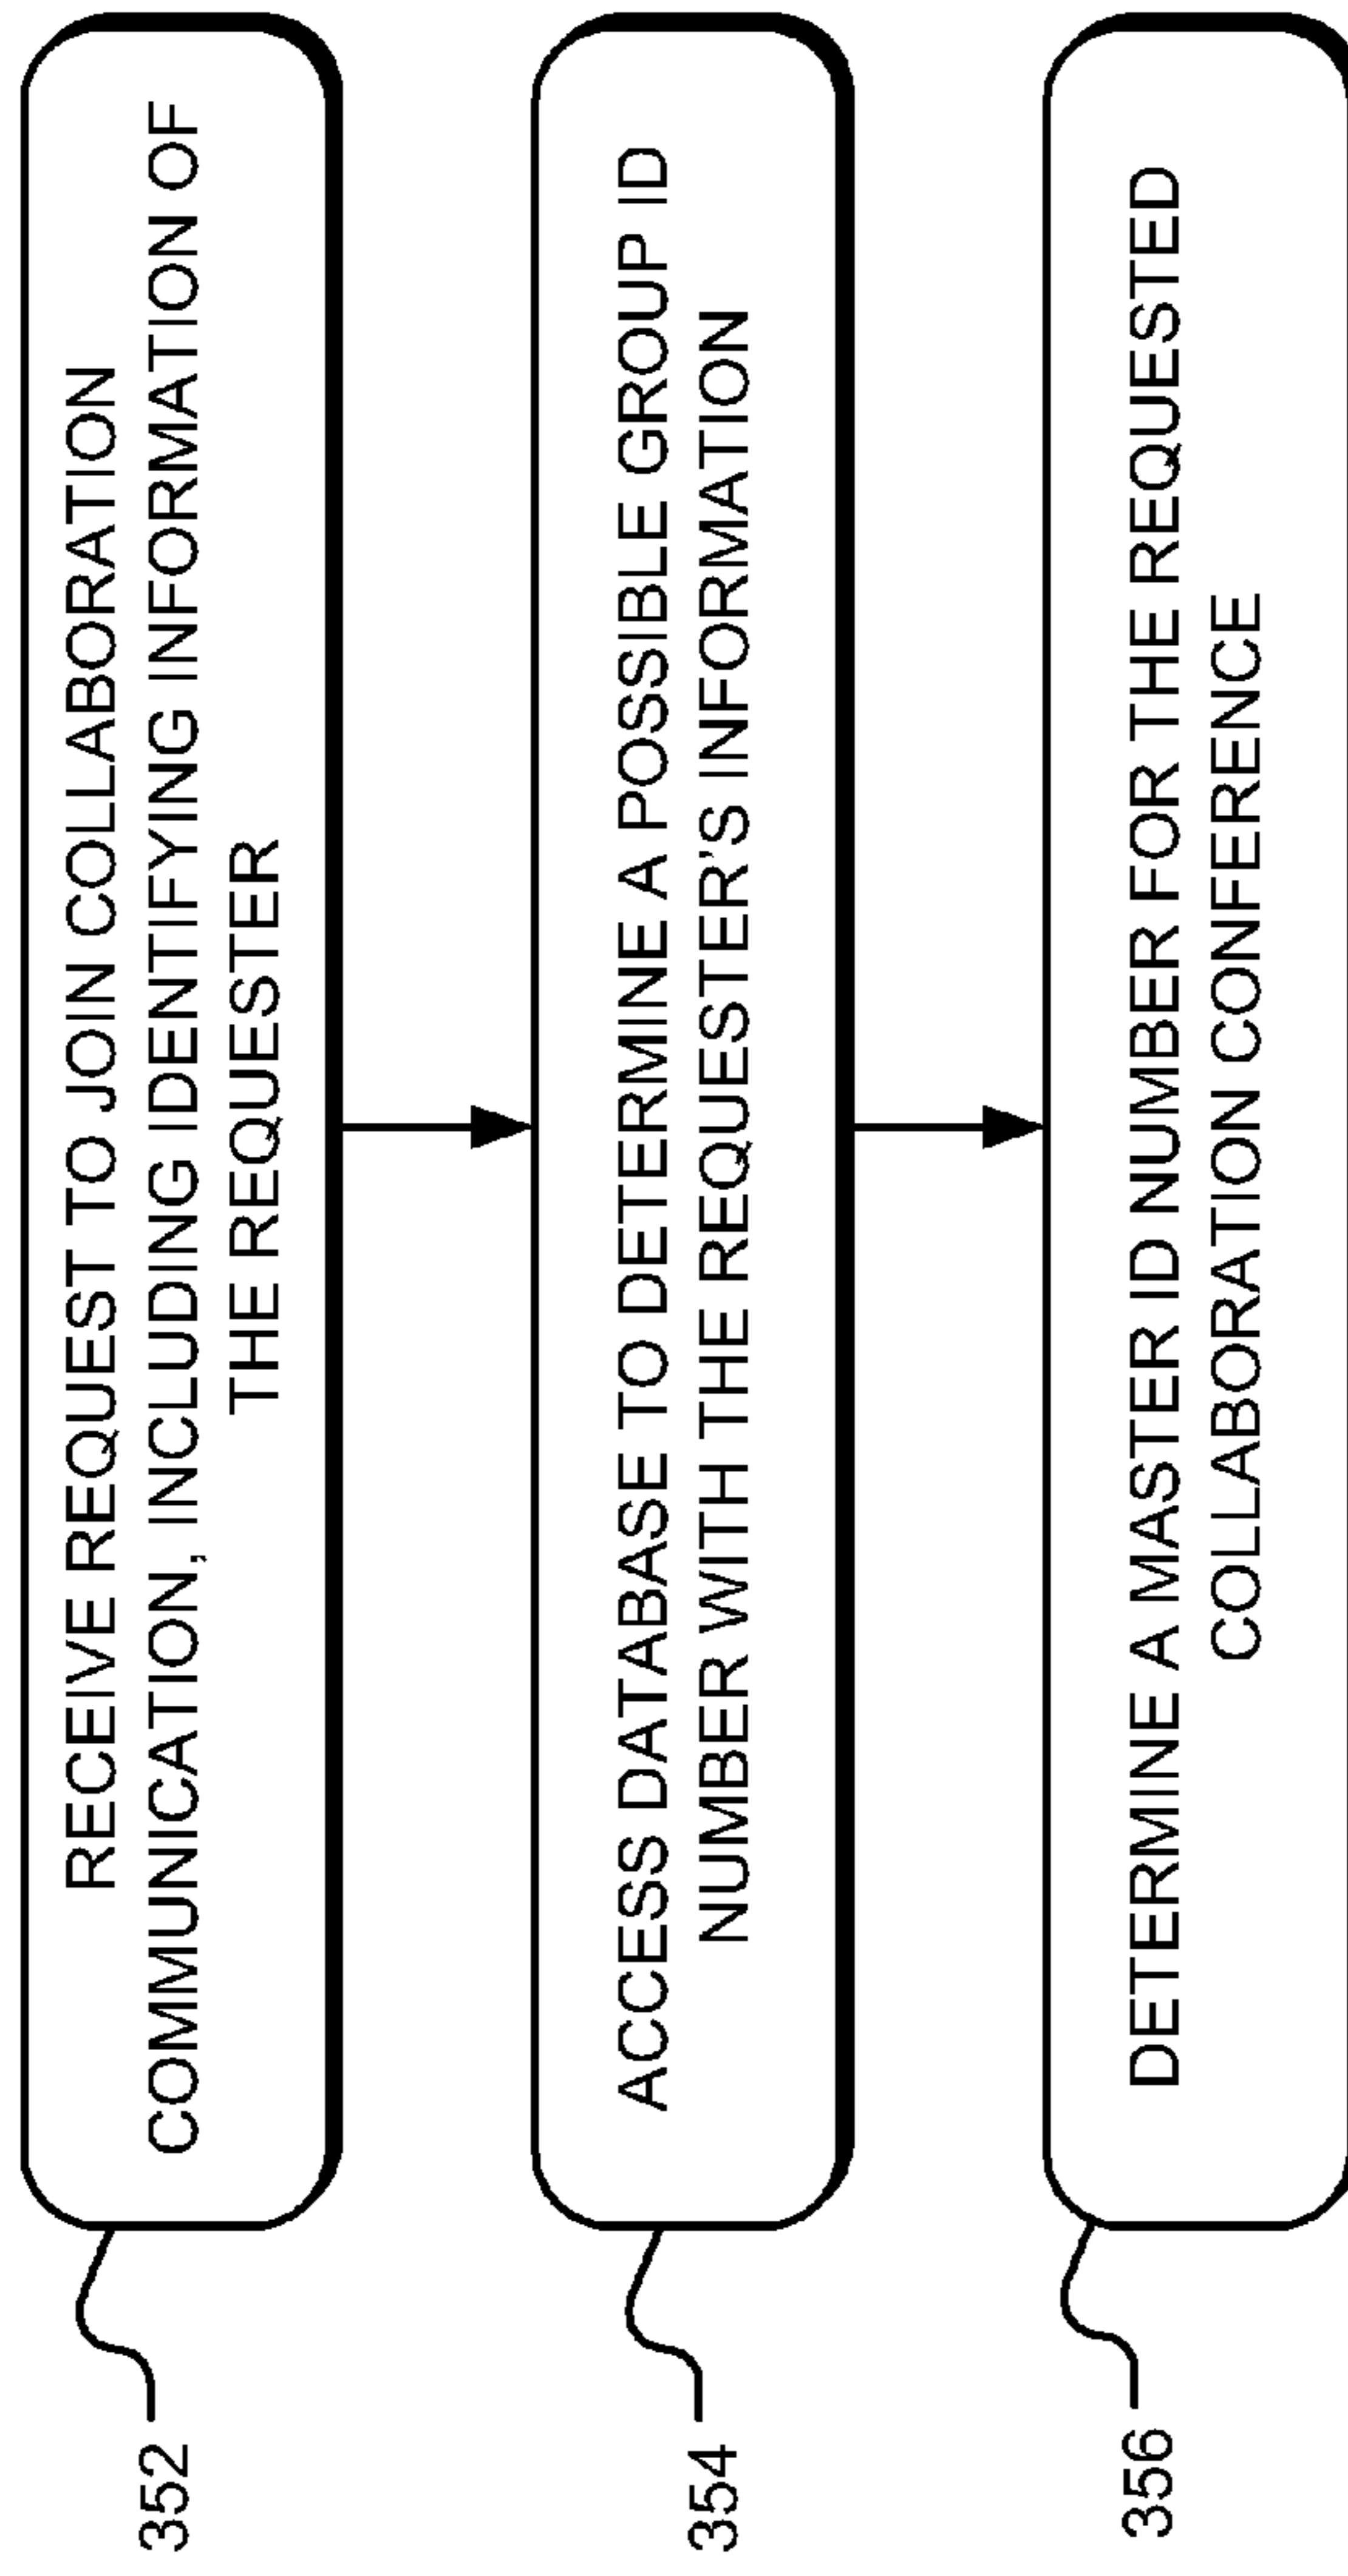 352
RECEIVE REQUEST TO JOIN COLLABORATION
COMMUNICATION, INCLUDING IDENTIFYING INFORMATION OF
THE REQUESTER
354
ACCESS DATABASE TO DETERMINE A POSSIBLE GROUP ID
NUMBER WITH THE REQUESTER'S INFORMATION
356
DETERMINE A MASTER ID NUMBER FOR THE REQUESTED
COLLABORATION CONFERENCE